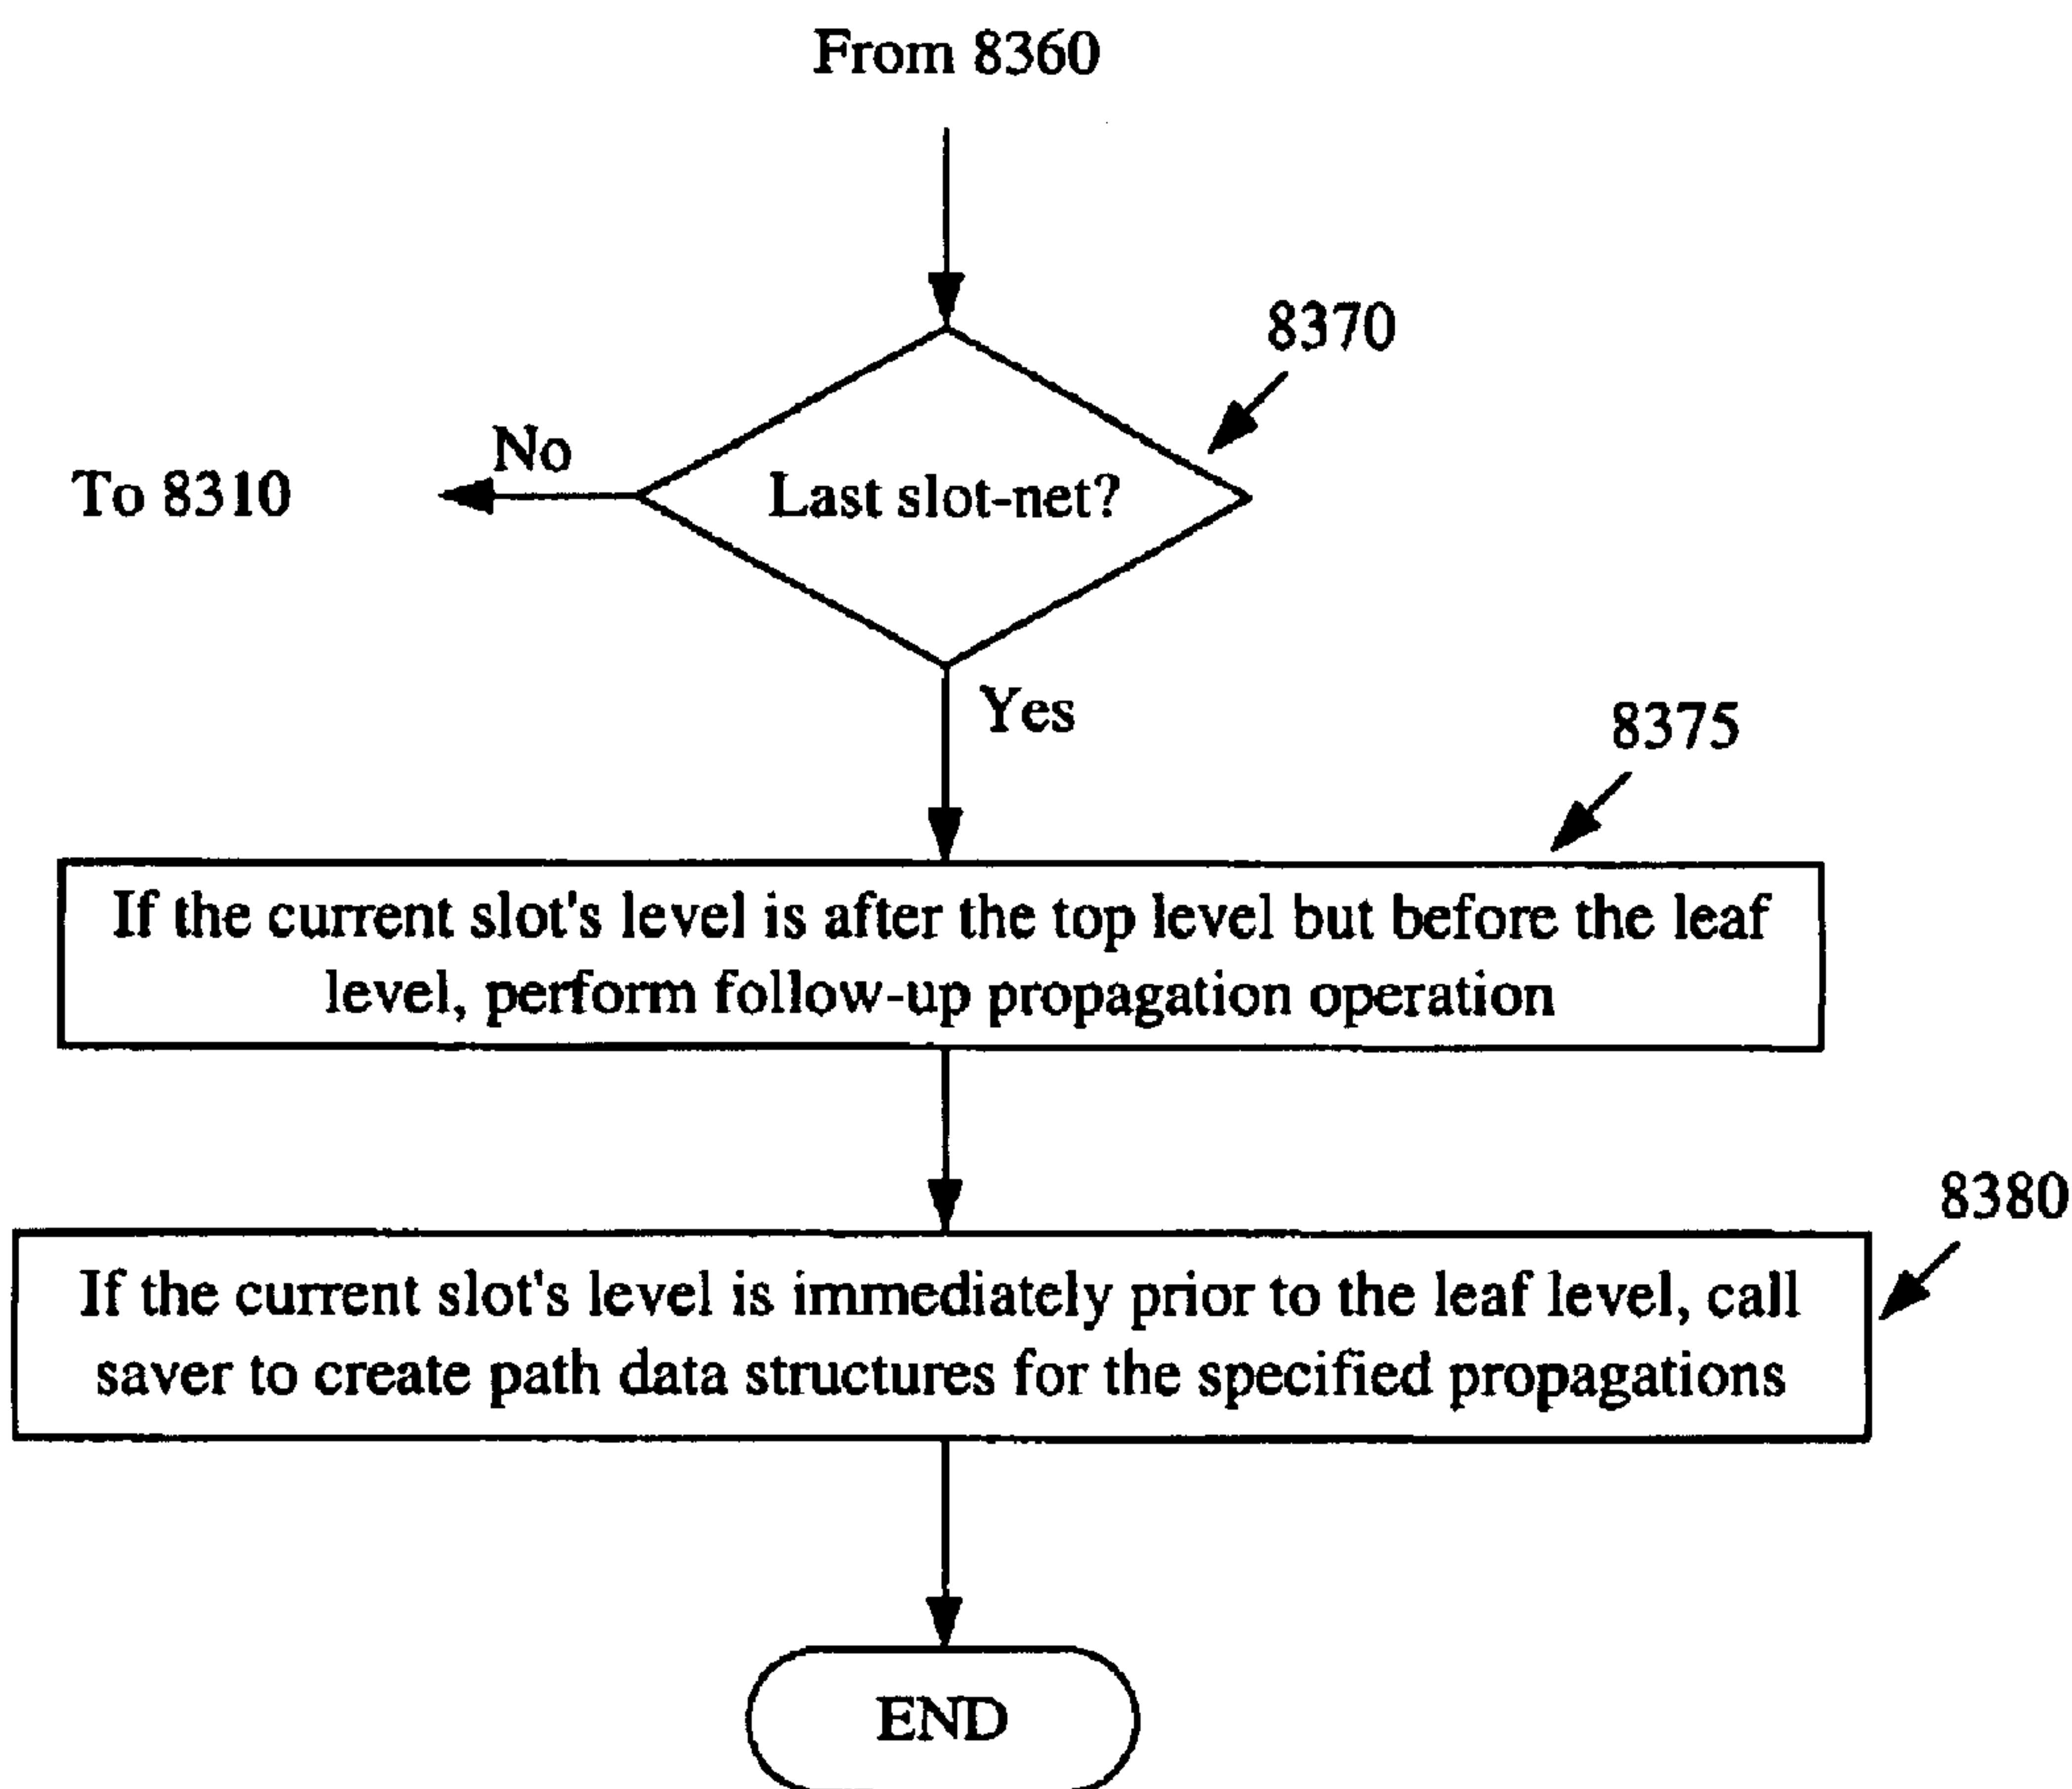 From 8360
8370
No
To 8310
Last slot-net?
Yes
8375
If the current slot's level is after the top level but before the leaf
level, perform follow-up propagation operation
8380
If the current slot's level is immediately prior to the leaf level, call
saver to create path data structures for the specified propagations
END